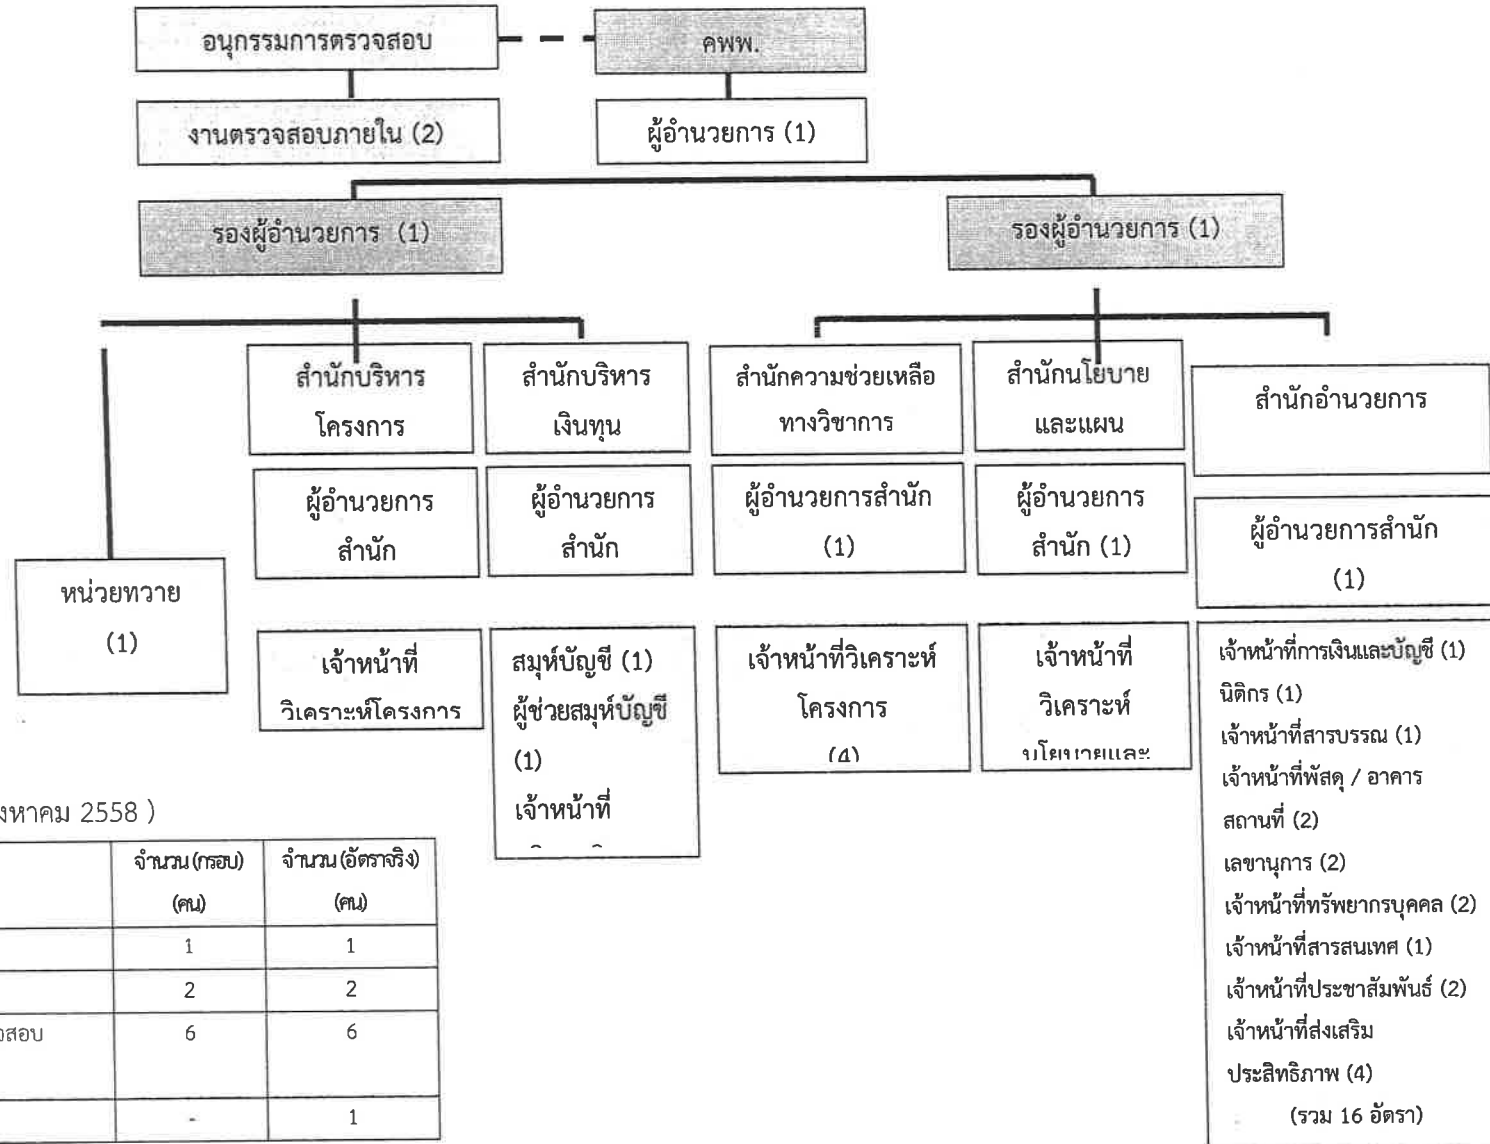 อนุกรรมการตรวจสอบ
คพพ.
งานตรวจสอบภายใน (2)
ผู้อำนวยการ (1)
รองผู้อำนวยการ (1)
รองผู้อำนวยการ (1)
สำนักบริหาร
โครงการ
สำนักบริหาร
เงินทุน
สำนักความช่วยเหลือ
ทางวิชาการ
สำนักนโยบาย
และแผน
สำนักอำนวยการ
ผู้อำนวยการ
สำนัก
ผู้อำนวยการ
สำนัก
ผู้อำนวยการสำนัก
(1)
ผู้อำนวยการ
สำนัก (1)
ผู้อำนวยการสำนัก
(1)
หน่วยทวาย
(1)
เจ้าหน้าที่
วิเคราะห์โครงการ
สมุห์บัญชี (1)
ผู้ช่วยสมุห์บัญชี
(1)
เจ้าหน้าที่
เจ้าหน้าที่วิเคราะห์
โครงการ
(4)
เจ้าหน้าที่
วิเคราะห์
นโยบายและ
เจ้าหน้าที่การเงินและบัญชี (1)
นิติกร (1)
เจ้าหน้าที่สารบรรณ (1)
เจ้าหน้าที่พัสดุ / อาคาร
สถานที่ (2)
เลขานุการ (2)
เจ้าหน้าที่ทรัพยากรบุคคล (2)
เจ้าหน้าที่สารสนเทศ (1)
เจ้าหน้าที่ประชาสัมพันธ์ (2)
เจ้าหน้าที่ส่งเสริม
ประสิทธิภาพ (4)
(รวม 16 อัตรา)
งหาคม 2558 )
จำนวน (กรอบ)
(คน)
จำนวน (อัตราจริง)
(คน)
1 1
2 2
จสอบ 6 6
- 1